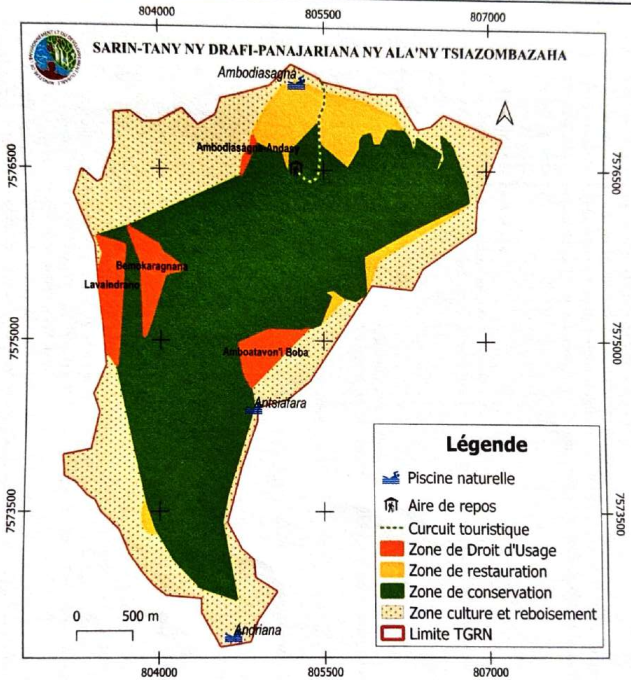 804000 805500 807000
SARIN-TANY NY DRAFI-PANAJARIANA NY ALA'NY TSIAZOMBAZAHA
Ambodiasagna
Ambodiasagna-Andasy
7576500 7576500
Bemokaragnana
Lavaindrano
7575000 7575000
Amboatavon'i Boba
Antsiafara
Légende
Piscine naturelle
Aire de repos
7573500 7573500
Curcuit touristique
Zone de Droit d'Usage
Zone de restauration
Zone de conservation
0 500 m
Zone culture et reboisement
Andriana
Limite TGRN
804000 805500 807000